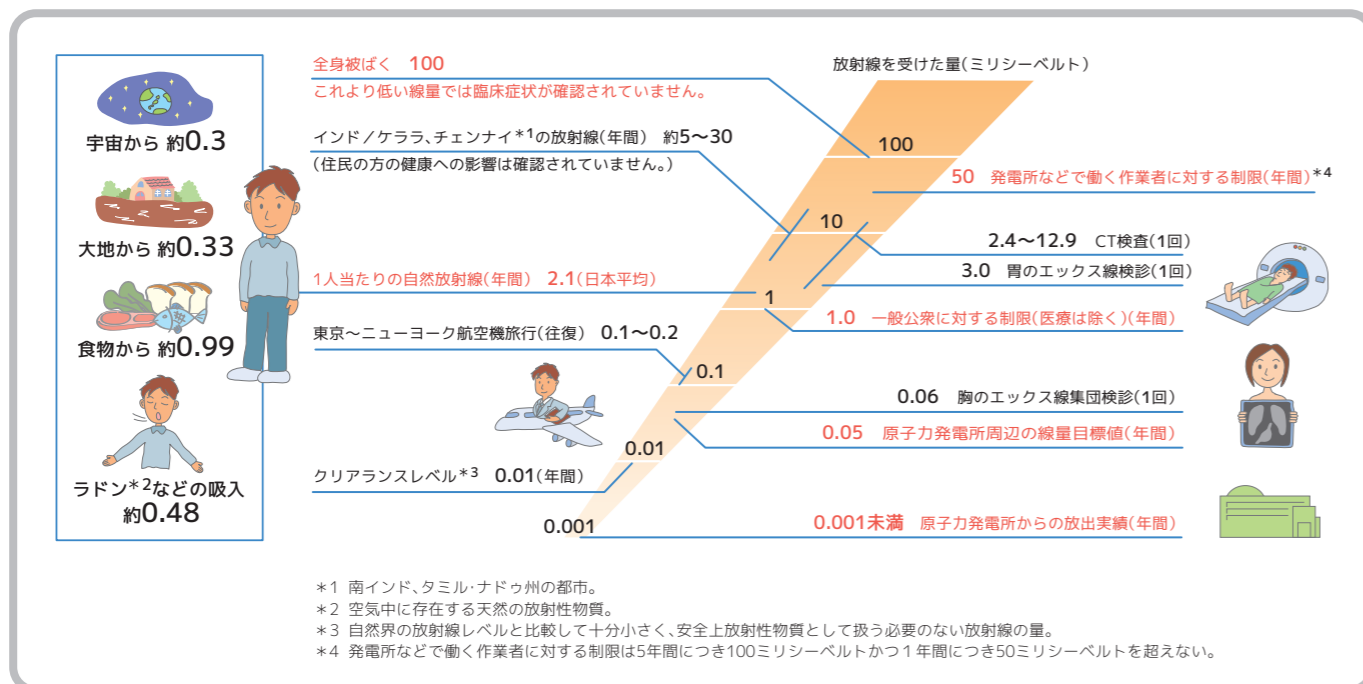 宇宙から 約0.3
大地から 約0.33
食物から 約0.99
ラドン*2などの吸入
約0.48
全身被ばく 100
これより低い線量では臨床症状が確認されていません。
インド/ケララ、チェンナイ*1の放射線(年間) 約5〜30
(住民の方の健康への影響は確認されていません。)
1人当たりの自然放射線(年間) 2.1(日本平均)
東京〜ニューヨーク航空機旅行(往復) 0.1〜0.2
クリアランスレベル*3 0.01(年間)
放射線を受けた量(ミリシーベルト)
100
10
1
0.1
0.01
0.001
50 発電所などで働く作業者に対する制限(年間)*4
2.4〜12.9 CT検査(1回)
3.0 胃のエックス線検診(1回)
1.0 一般公衆に対する制限(医療は除く)(年間)
0.06 胸のエックス線集団検診(1回)
0.05 原子力発電所周辺の線量目標値(年間)
0.001未満 原子力発電所からの放出実績(年間)
*1 南インド、タミル・ナドゥ州の都市。
*2 空気中に存在する天然の放射性物質。
*3 自然界の放射線レベルと比較して十分小さく、安全上放射性物質として扱う必要のない放射線の量。
*4 発電所などで働く作業者に対する制限は5年間につき100ミリシーベルトかつ1年間につき50ミリシーベルトを超えない。